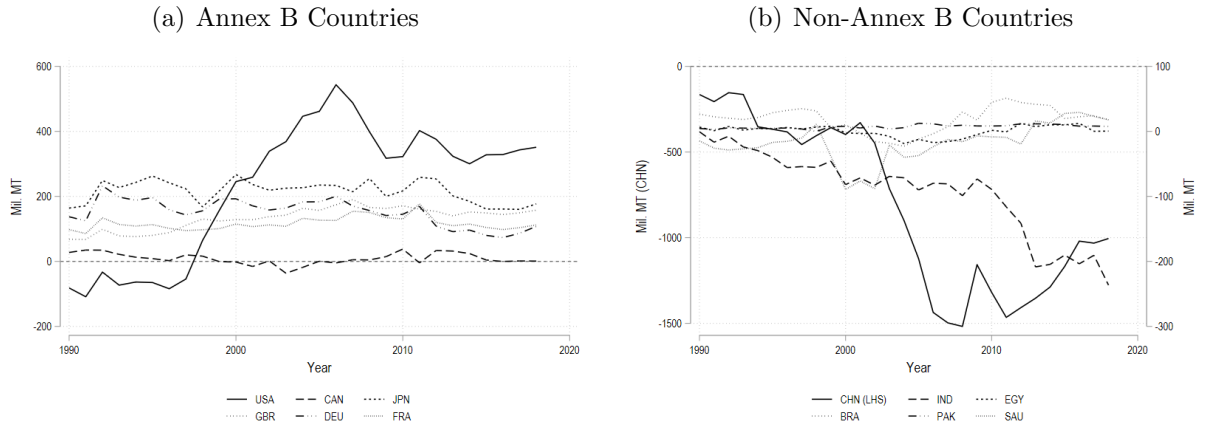 (a) Annex B Countries
600
400
200
0
-200
Mil. MT
1990
2000
2010
2020
Year
USA
CAN
JPN
GBR
DEU
FRA
(b) Non-Annex B Countries
0
-500
-1000
-1500
Mil. MT (CHN)
100
0
-100
-200
-300
Mil. MT
1990
2000
2010
2020
Year
CHN (LHS)
IND
EGY
BRA
PAK
SAU